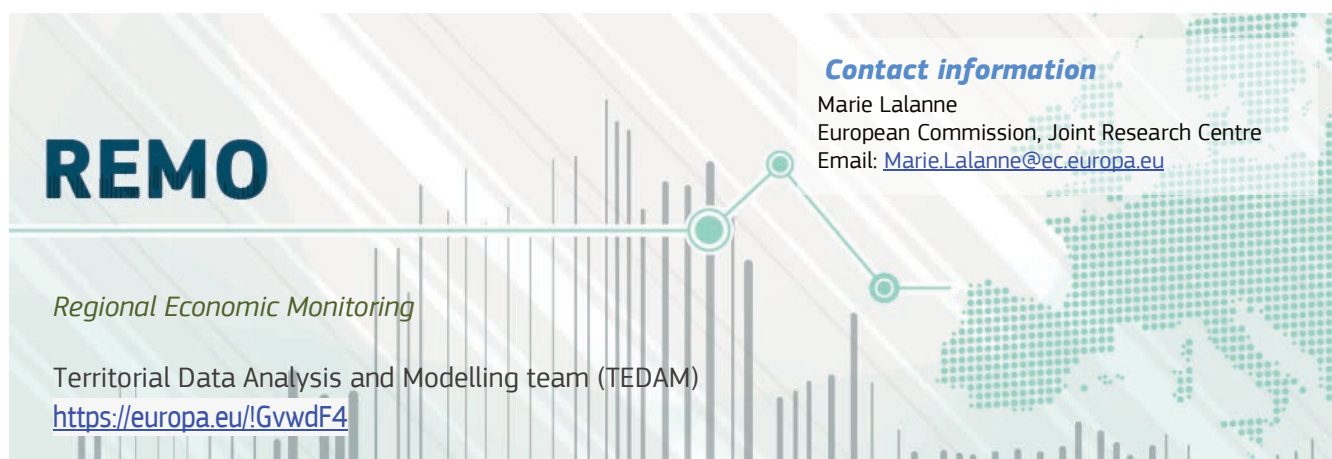 Contact information
Marie Lalanne
European Commission, Joint Research Centre
Email: Marie.Lalanne@ec.europa.eu
REMO
Regional Economic Monitoring
Territorial Data Analysis and Modelling team (TEDAM)
https://europa.eu/!GvwdF4